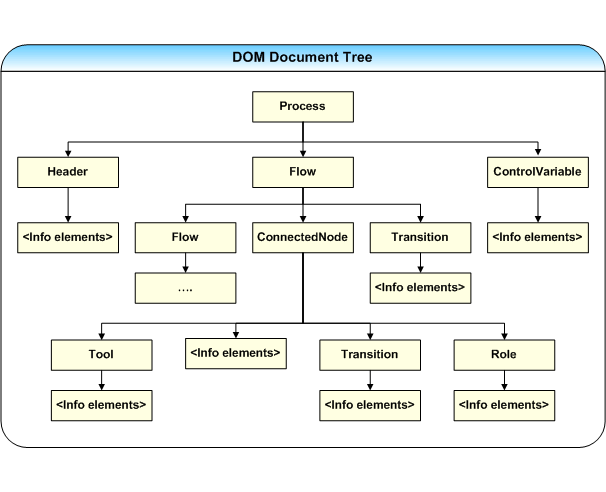 DOM Document Tree
Process
Header
Flow
ControlVariable
<Info elements>
Flow
ConnectedNode
Transition
<Info elements>
....
<Info elements>
Tool
<Info elements>
Transition
Role
<Info elements>
<Info elements>
<Info elements>